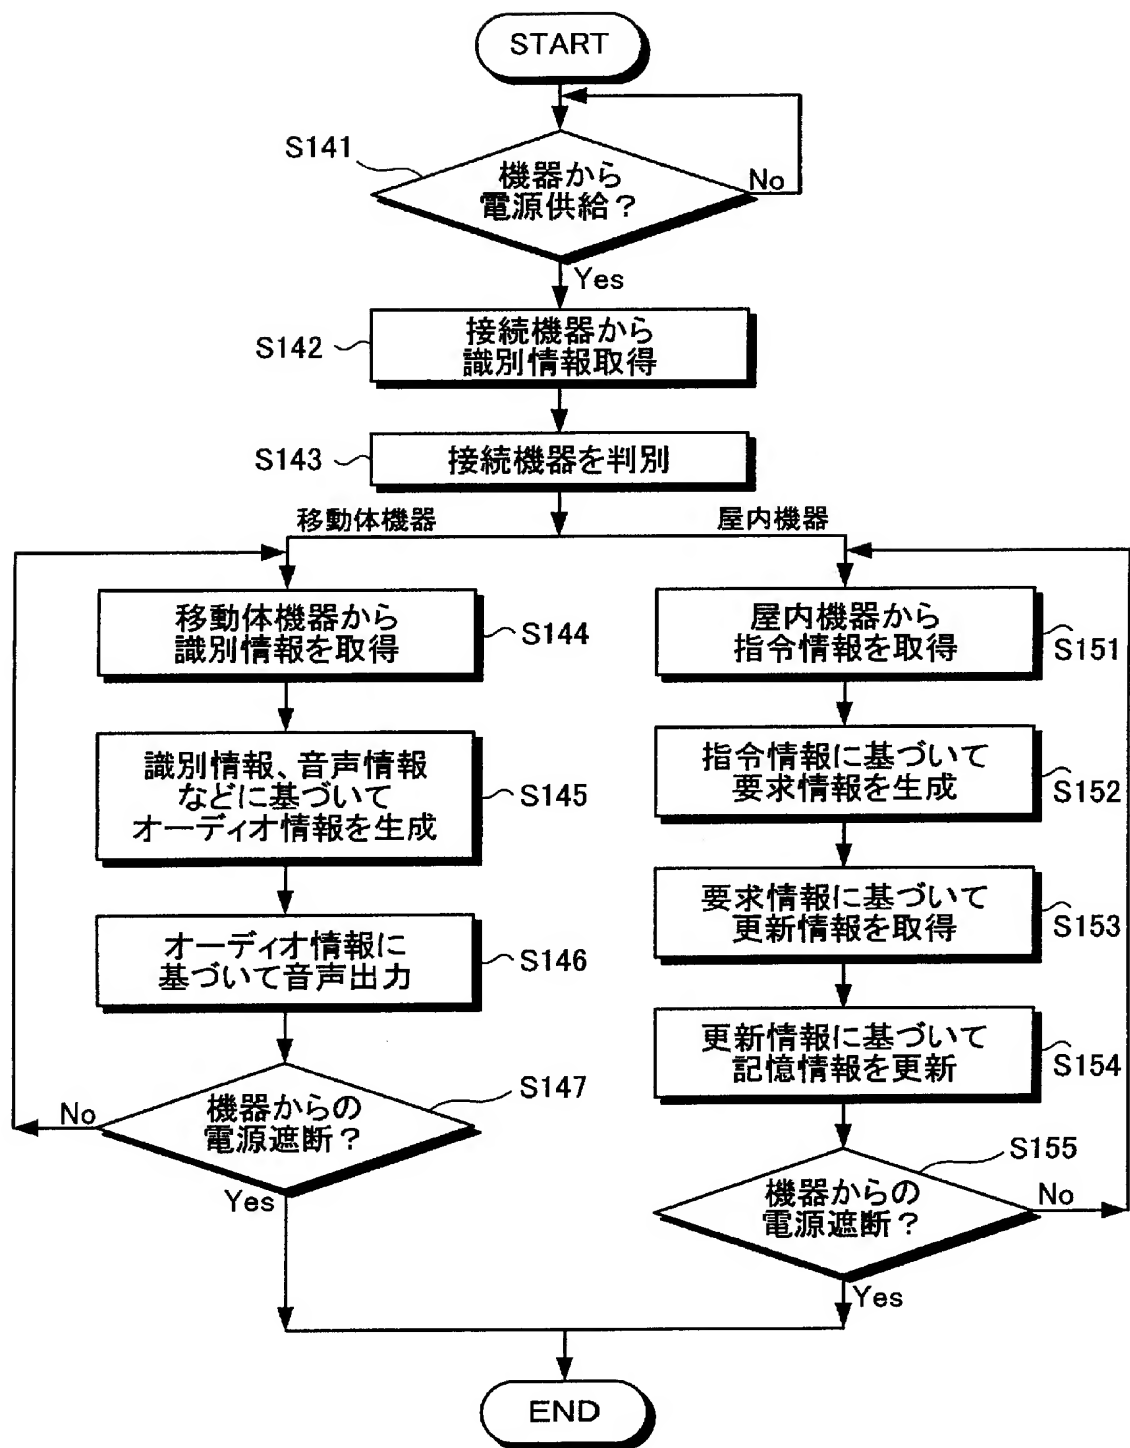 START
S141
機器から
電源供給？
No
Yes
S142
接続機器から
識別情報取得
S143
接続機器を判別
移動体機器
屋内機器
移動体機器から
識別情報を取得
S144
識別情報、音声情報
などに基づいて
オーディオ情報を生成
S145
オーディオ情報に
基づいて音声出力
S146
機器からの
電源遮断？
S147
No
Yes
屋内機器から
指令情報を取得
S151
指令情報に基づいて
要求情報を生成
S152
要求情報に基づいて
更新情報を取得
S153
更新情報に基づいて
記憶情報を更新
S154
機器からの
電源遮断？
S155
No
Yes
END